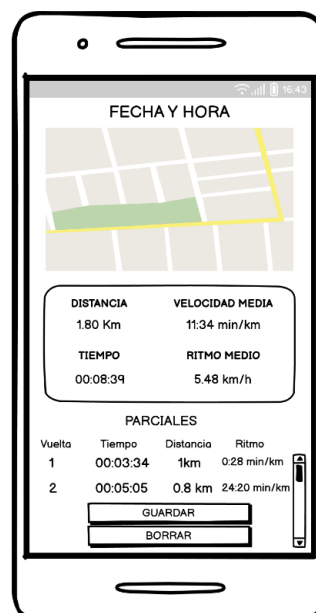 16:43
FECHA Y HORA
DISTANCIA VELOCIDAD MEDIA
1.80 Km 11:34 min/km
TIEMPO RITMO MEDIO
00:08:39 5.48 km/h
PARCIALES
Vuelta Tiempo Distancia Ritmo
1 00:03:34 1km 0:28 min/km
2 00:05:05 0.8 km 24:20 min/km
GUARDAR
BORRAR